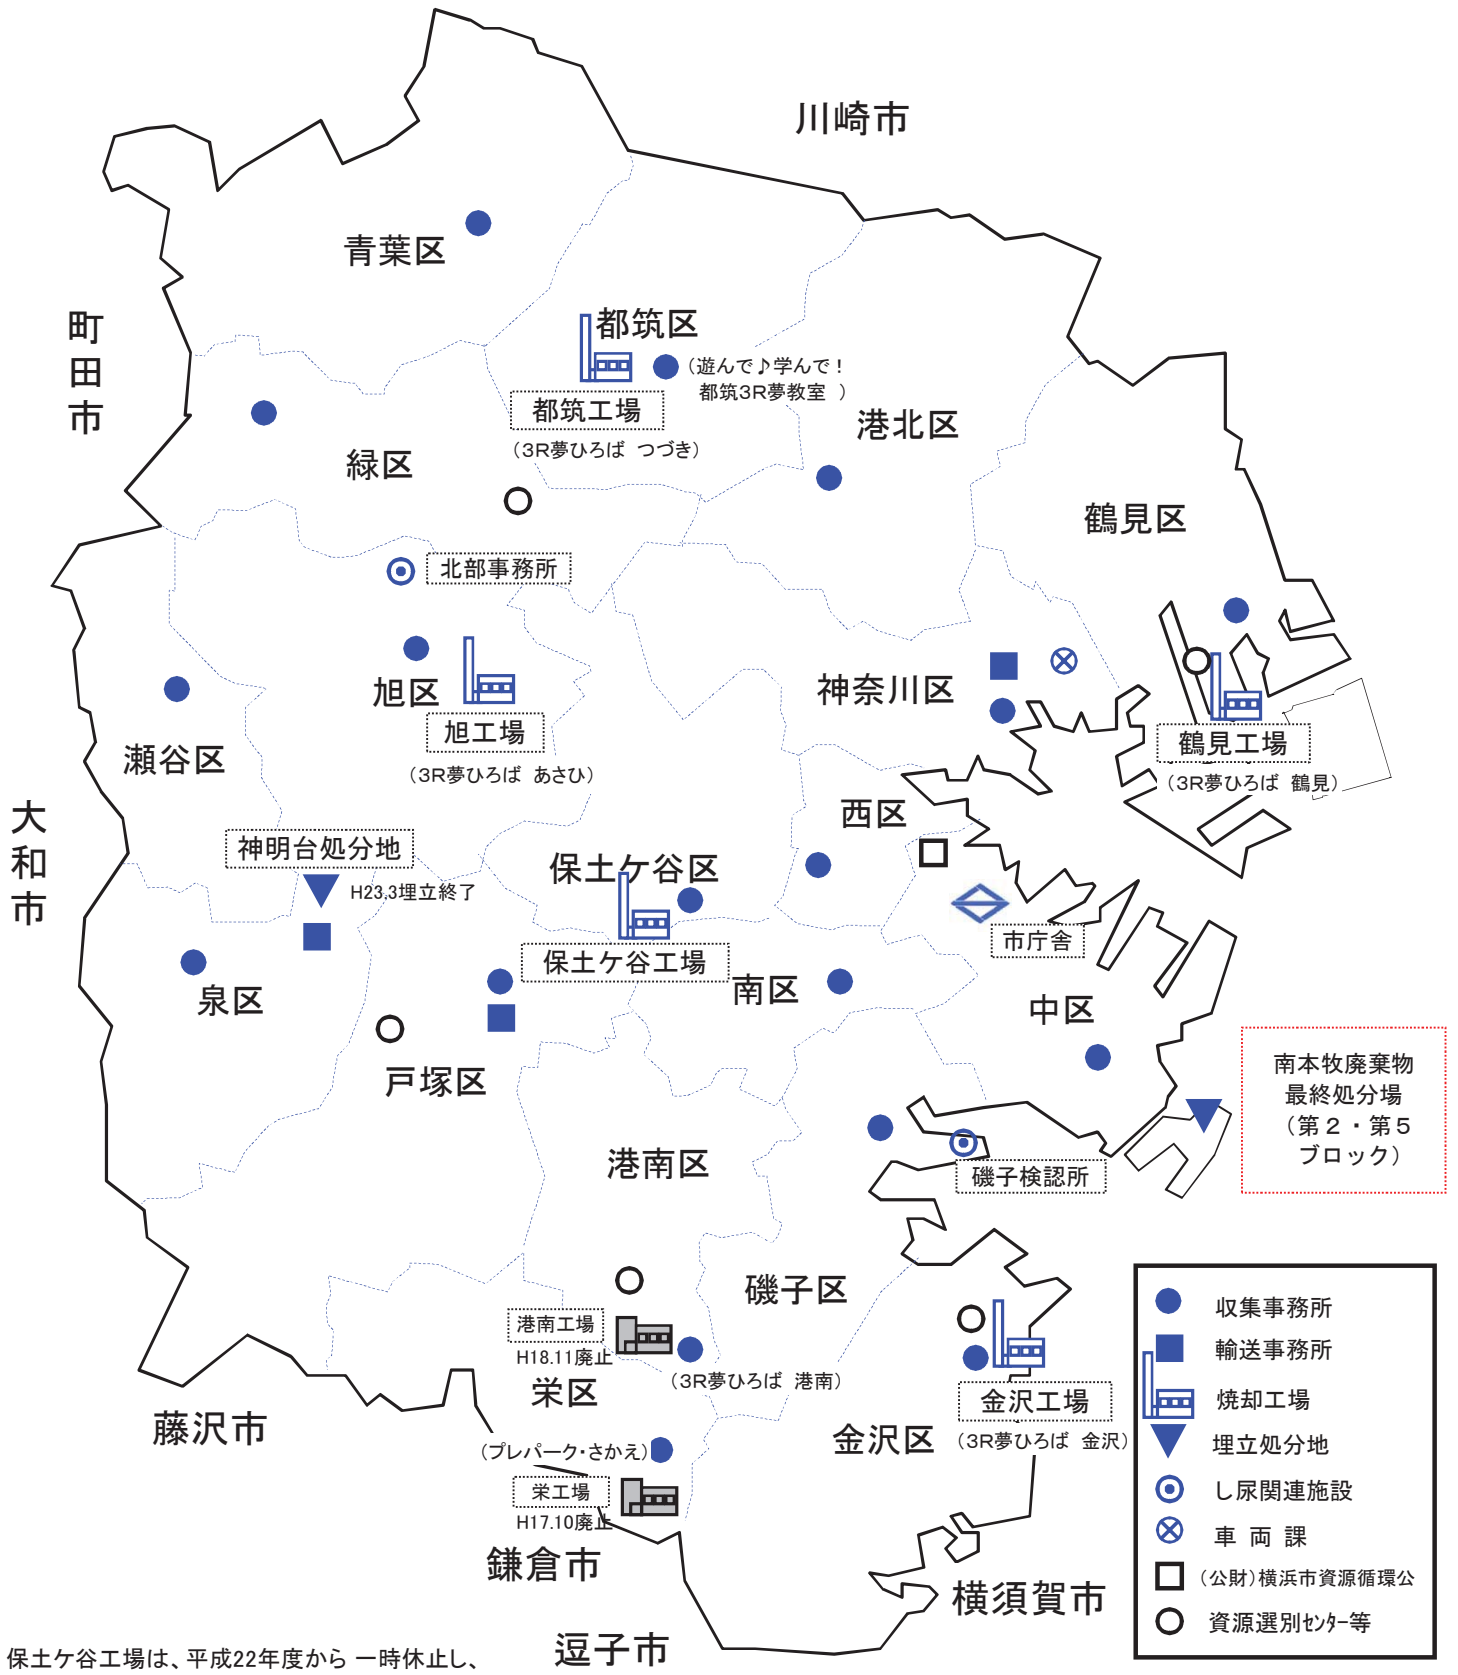 川崎市
青葉区
町田市
都筑区
（遊んで♪学んで！
都筑3R夢教室 ）
都筑工場
（3R夢ひろば つづき）
港北区
緑区
鶴見区
北部事務所
旭区
旭工場
（3R夢ひろば あさひ）
神奈川区
鶴見工場
（3R夢ひろば 鶴見）
瀬谷区
大和市
西区
神明台処分地
H23.3埋立終了
保土ケ谷区
保土ケ谷工場
市庁舎
南区
泉区
中区
戸塚区
南本牧廃棄物
最終処分場
（第２・第５
ブロック）
港南区
磯子検認所
磯子区
港南工場
H18.11廃止
（3R夢ひろば 港南）
栄区
金沢工場
（3R夢ひろば 金沢）
金沢区
藤沢市
（プレパーク・さかえ）
栄工場
H17.10廃止
鎌倉市
横須賀市
逗子市
収集事務所
輸送事務所
焼却工場
埋立処分地
し尿関連施設
車 両 課
（公財）横浜市資源循環公
資源選別ｾﾝﾀｰ等
保土ケ谷工場は、平成22年度から 一時休止し、